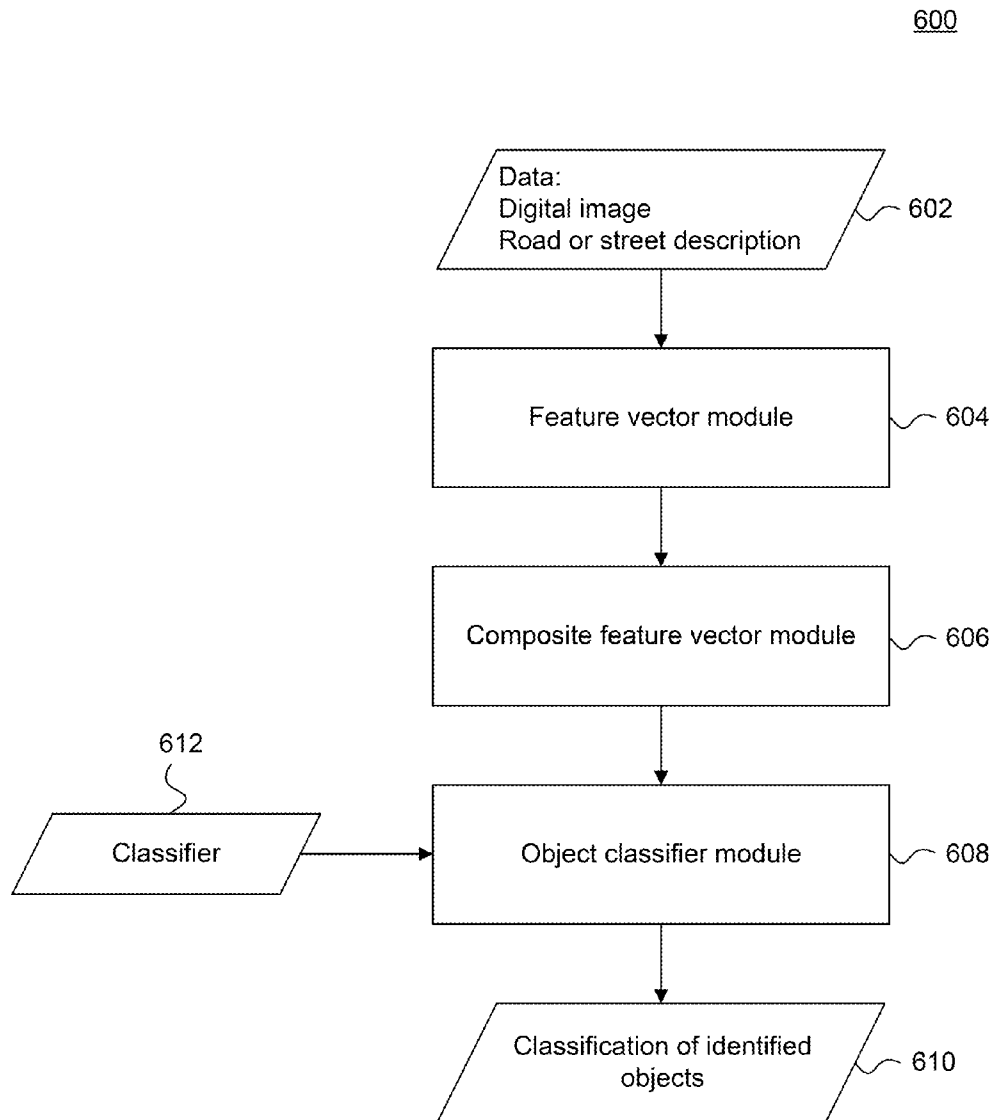 600
Data:
Digital image
Road or street description
602
Feature vector module
604
Composite feature vector module
606
612
Classifier
Object classifier module
608
Classification of identified
objects
610